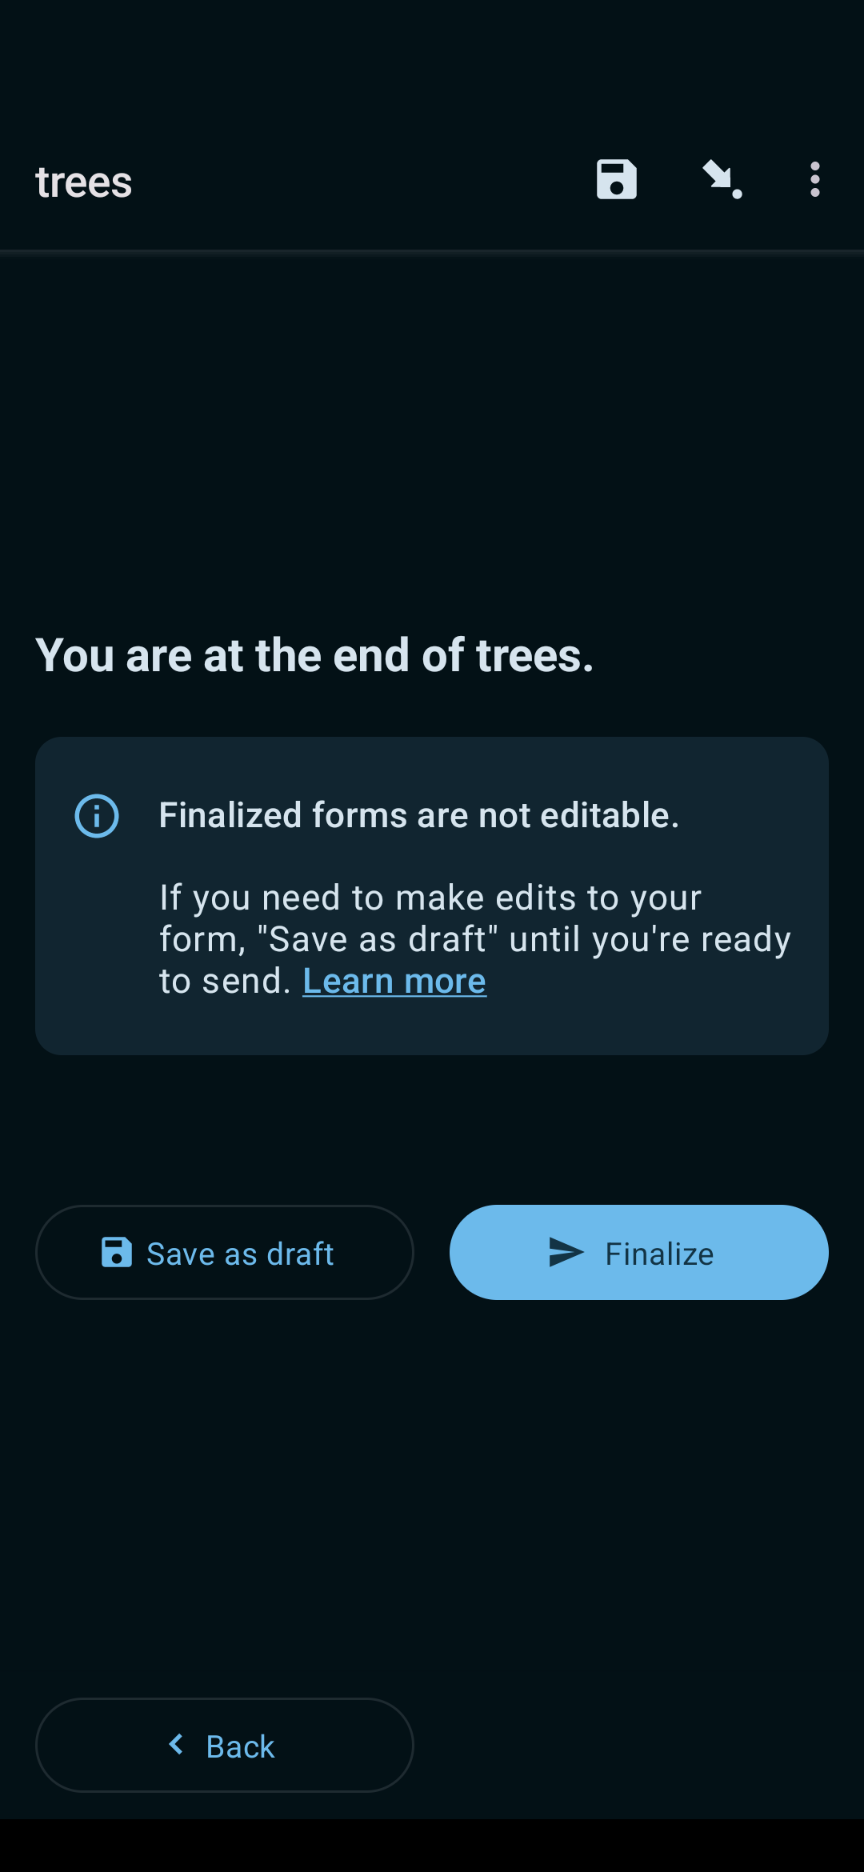 trees
You are at the end of trees.
Finalized forms are not editable.
If you need to make edits to your
form, "Save as draft" until you're ready
to send. Learn more
Save as draft
Finalize
Back